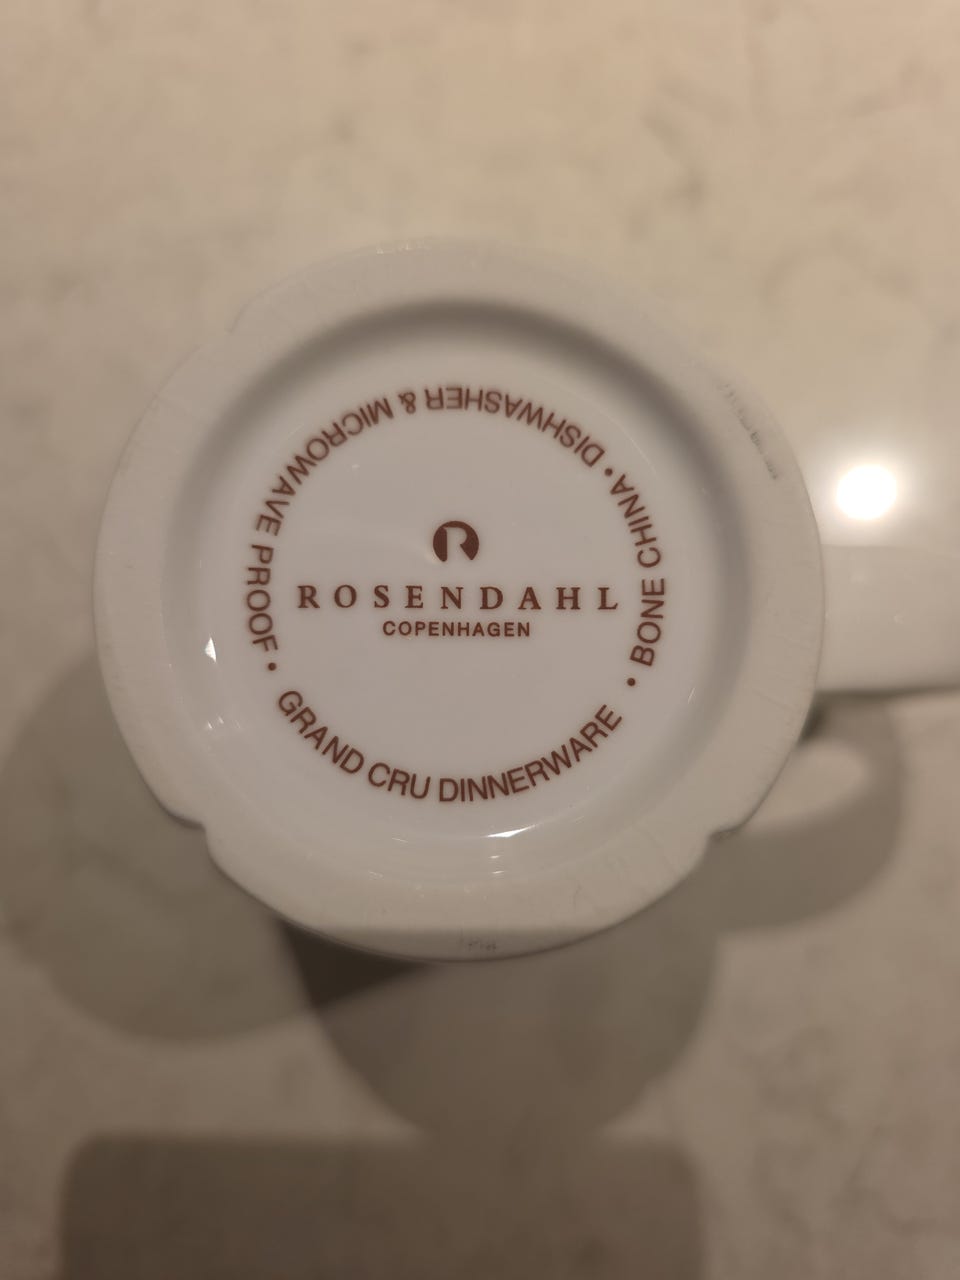 R
ROSENDAHL
COPENHAGEN
GRAND CRU DINNERWARE • BONE CHINA • DISHWASHER & MICROWAVE PROOF •